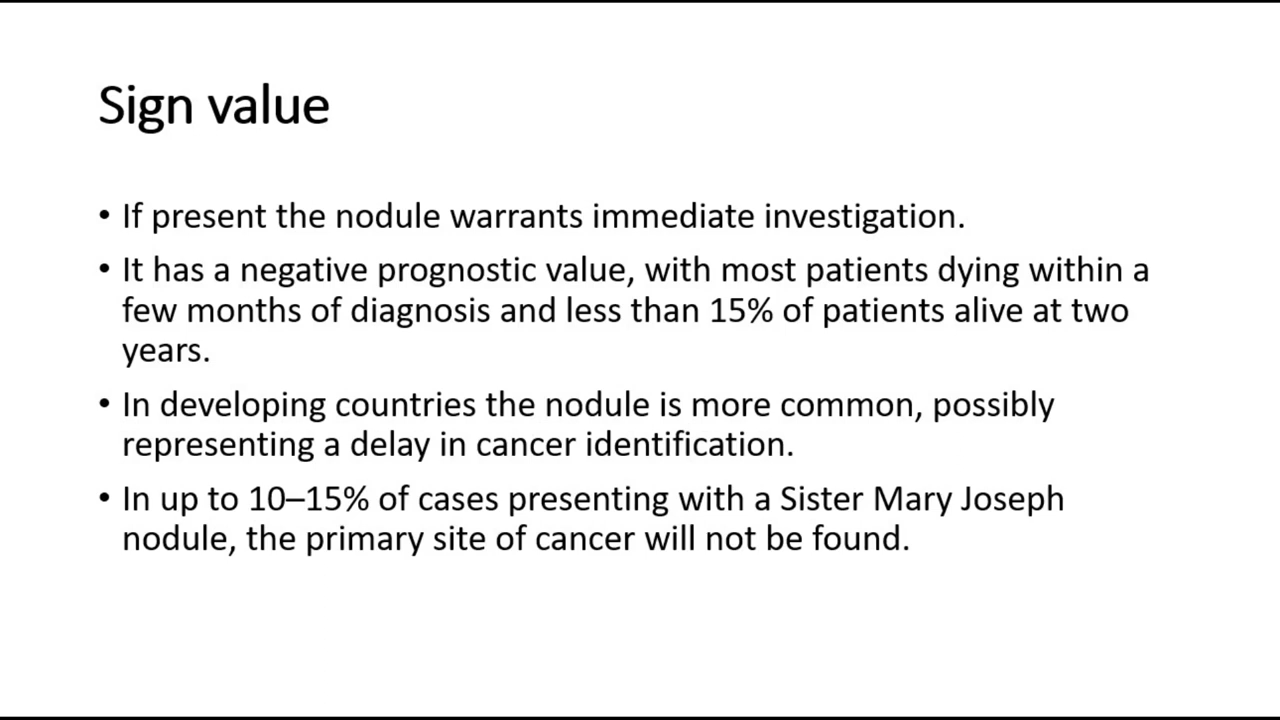 Sign value
• If present the nodule warrants immediate investigation.
• It has a negative prognostic value, with most patients dying within a
few months of diagnosis and less than 15% of patients alive at two
years.
• In developing countries the nodule is more common, possibly
representing a delay in cancer identification.
• In up to 10–15% of cases presenting with a Sister Mary Joseph
nodule, the primary site of cancer will not be found.